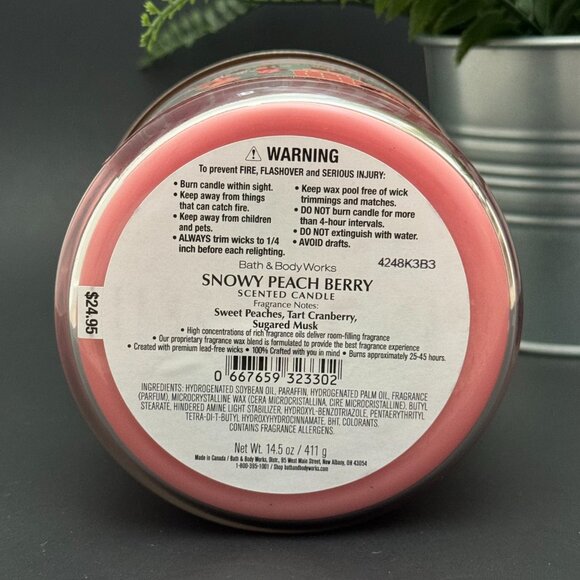 ⚠ WARNING
To prevent FIRE, FLASHOVER and SERIOUS INJURY:
• Burn candle within sight.
• Keep away from things
that can catch fire.
• Keep away from children
and pets.
• ALWAYS trim wicks to 1/4
inch before each relighting.
• Keep wax pool free of wick
trimmings and matches.
• DO NOT burn candle for more
than 4-hour intervals.
• DO NOT extinguish with water.
• AVOID drafts.
4248K3B3
Bath & Body Works
SNOWY PEACH BERRY
SCENTED CANDLE
Fragrance Notes:
Sweet Peaches, Tart Cranberry,
Sugared Musk
• High concentrations of rich fragrance oils deliver room-filling fragrance
• Our proprietary fragrance wax blend is formulated to provide the best fragrance experience
• Created with premium lead-free wicks • 100% Crafted with you in mind • Burns approximately 25-45 hours.
0 667659 323302
INGREDIENTS: HYDROGENATED SOYBEAN OIL, PARAFFIN, HYDROGENATED PALM OIL, FRAGRANCE
(PARFUM), MICROCRYSTALLINE WAX (CERA MICROCRISTALLINA, CIRE MICROCRISTALLINE), BUTYL
STEARATE, HINDERED AMINE LIGHT STABILIZER, HYDROXYL-BENZOTRIAZOLE, PENTAERYTHRITYL
TETRA-DI-T-BUTYL HYDROXYHYDROCINNAMATE, BHT, COLORANTS.
CONTAINS FRAGRANCE ALLERGENS.
Net Wt. 14.5 oz / 411 g
Made in Canada / Bath & Body Works, Distr., 95 West Main Street, New Albany, OH 43054
1-800-395-1001 / Shop bathandbodyworks.com
$24.95